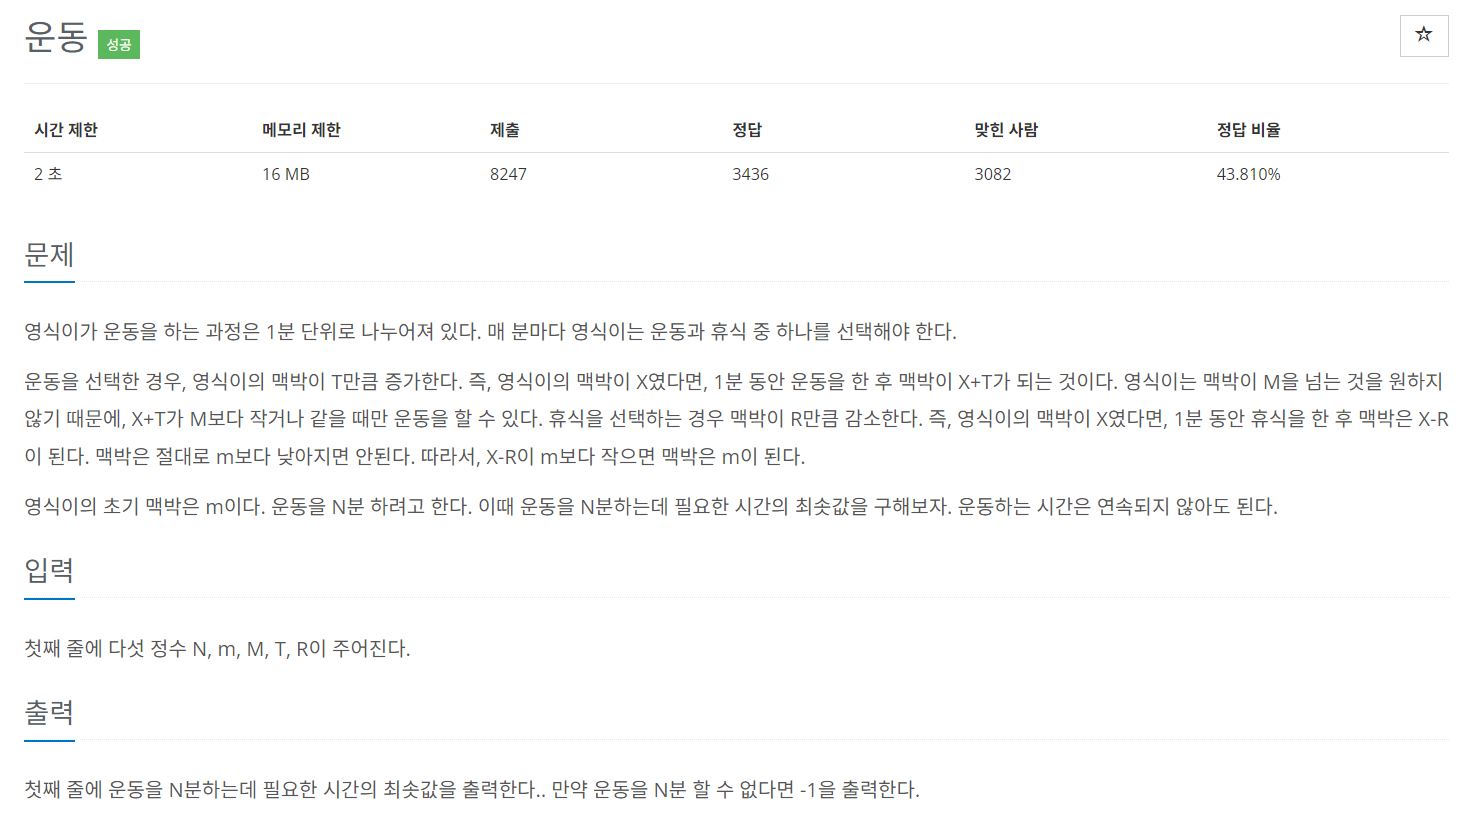 운동 성공
☆
시간 제한 메모리 제한 제출 정답 맞힌 사람 정답 비율
2 초 16 MB 8247 3436 3082 43.810%
문제
영식이가 운동을 하는 과정은 1분 단위로 나누어져 있다. 매 분마다 영식이는 운동과 휴식 중 하나를 선택해야 한다.
운동을 선택한 경우, 영식이의 맥박이 T만큼 증가한다. 즉, 영식이의 맥박이 X였다면, 1분 동안 운동을 한 후 맥박이 X+T가 되는 것이다. 영식이는 맥박이 M을 넘는 것을 원하지
않기 때문에, X+T가 M보다 작거나 같을 때만 운동을 할 수 있다. 휴식을 선택하는 경우 맥박이 R만큼 감소한다. 즉, 영식이의 맥박이 X였다면, 1분 동안 휴식을 한 후 맥박은 X-R
이 된다. 맥박은 절대로 m보다 낮아지면 안된다. 따라서, X-R이 m보다 작으면 맥박은 m이 된다.
영식이의 초기 맥박은 m이다. 운동을 N분 하려고 한다. 이때 운동을 N분하는데 필요한 시간의 최솟값을 구해보자. 운동하는 시간은 연속되지 않아도 된다.
입력
첫째 줄에 다섯 정수 N, m, M, T, R이 주어진다.
출력
첫째 줄에 운동을 N분하는데 필요한 시간의 최솟값을 출력한다.. 만약 운동을 N분 할 수 없다면 -1을 출력한다.